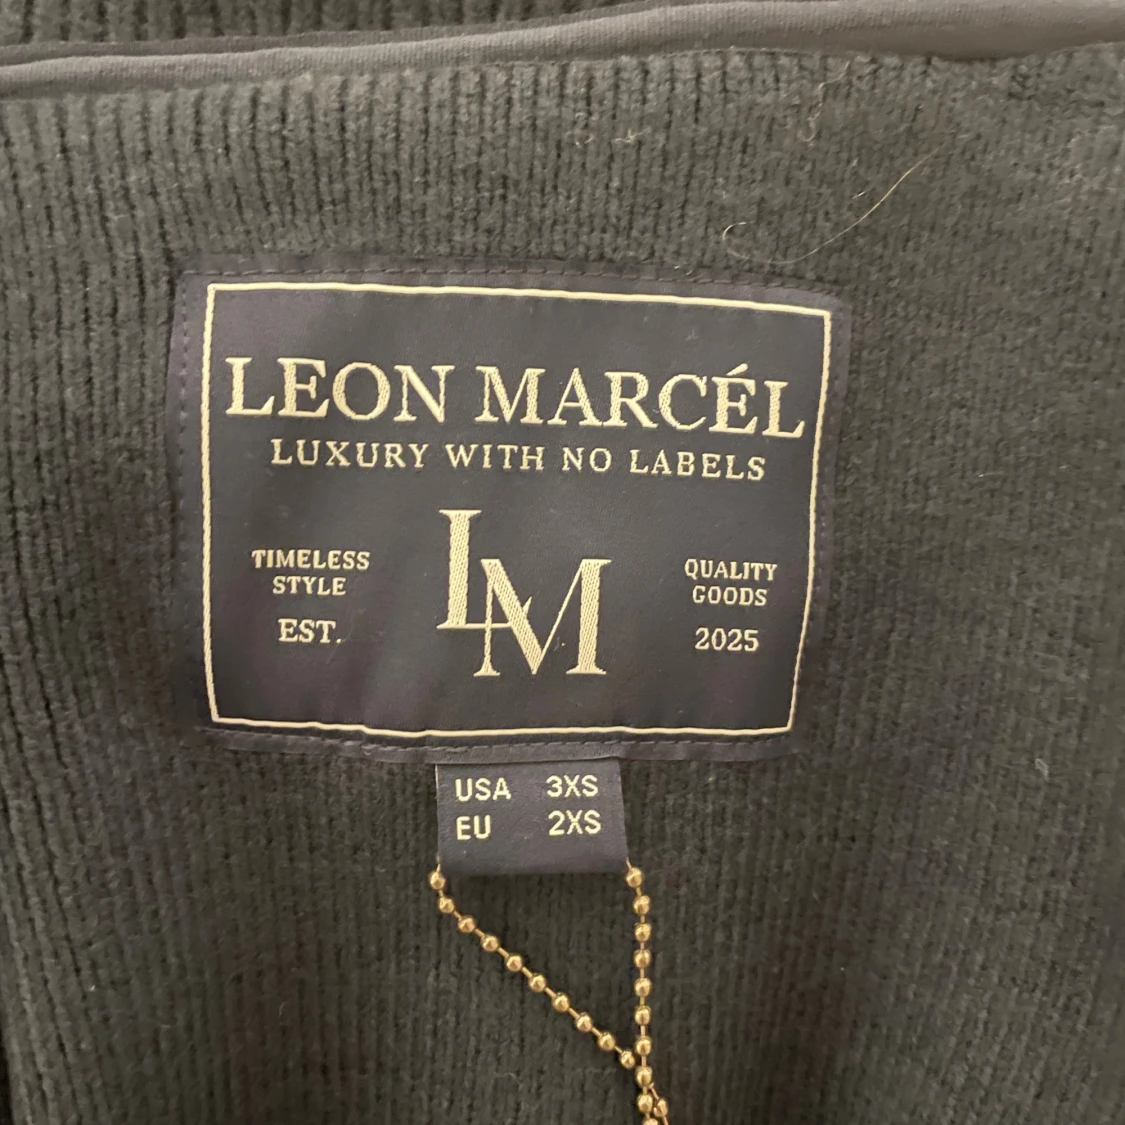 LEON MARCÉL
LUXURY WITH NO LABELS
LM
TIMELESS
STYLE
EST.
QUALITY
GOODS
2025
USA 3XS
EU 2XS